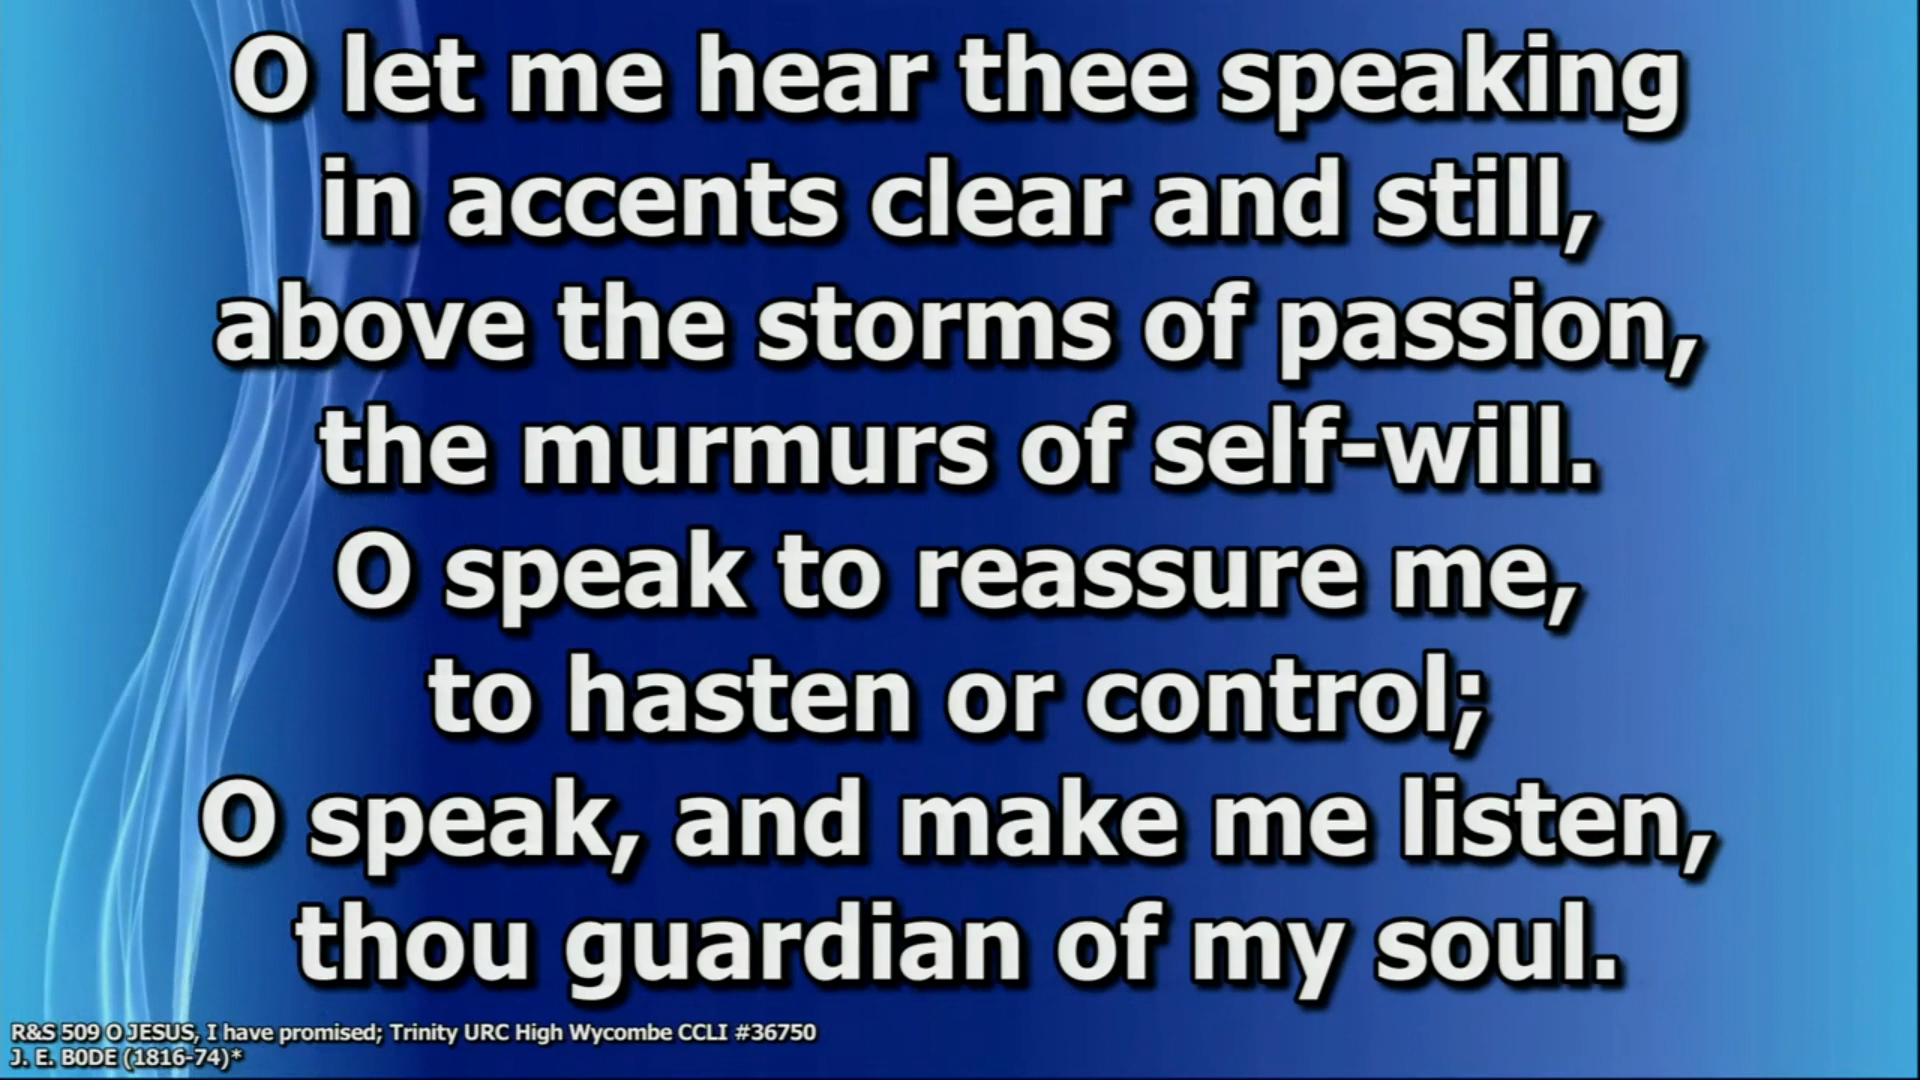 O let me hear thee speaking
in accents clear and still,
above the storms of passion,
the murmurs of self-will.
O speak to reassure me,
to hasten or control;
O speak, and make me listen,
thou guardian of my soul.
R&S 509 O JESUS, I have promised; Trinity URC High Wycombe CCLI #36750
J. E. B0DE (1816-74)*